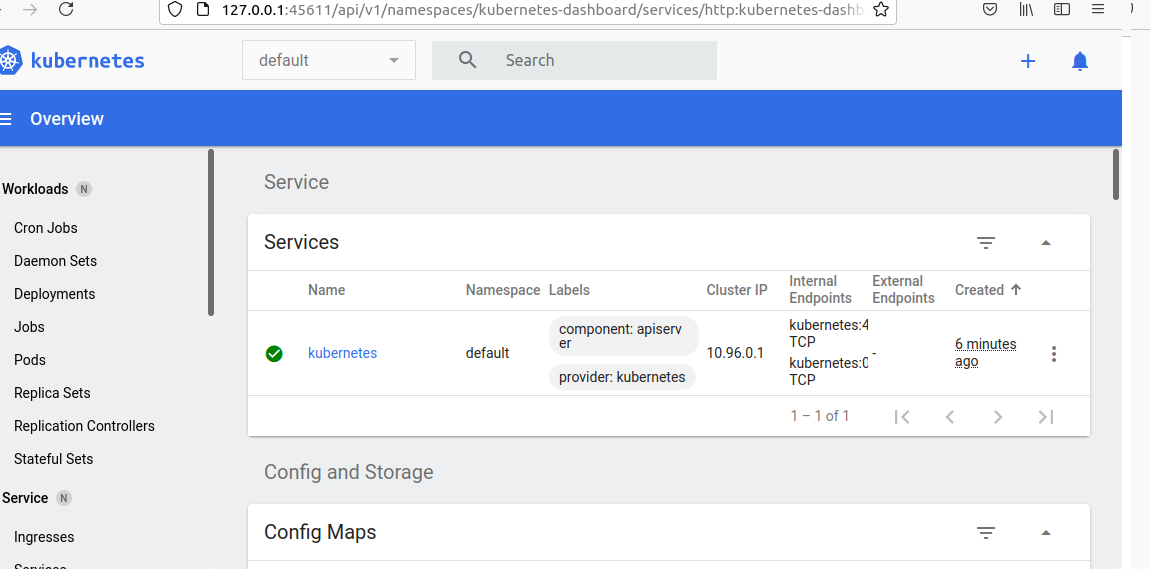 127.0.0.1:45611/api/v1/namespaces/kubernetes-dashboard/services/http:kubernetes-dashb
kubernetes
default
Search
Overview
Workloads N
Cron Jobs
Daemon Sets
Deployments
Jobs
Pods
Replica Sets
Replication Controllers
Stateful Sets
Service N
Ingresses
Services
Service
Services
Name Namespace Labels Cluster IP Internal Endpoints External Endpoints Created
kubernetes
default
component: apiserv
er
provider: kubernetes
10.96.0.1
kubernetes:4
TCP
kubernetes:0
TCP
-
6 minutes
ago
1 – 1 of 1
Config and Storage
Config Maps